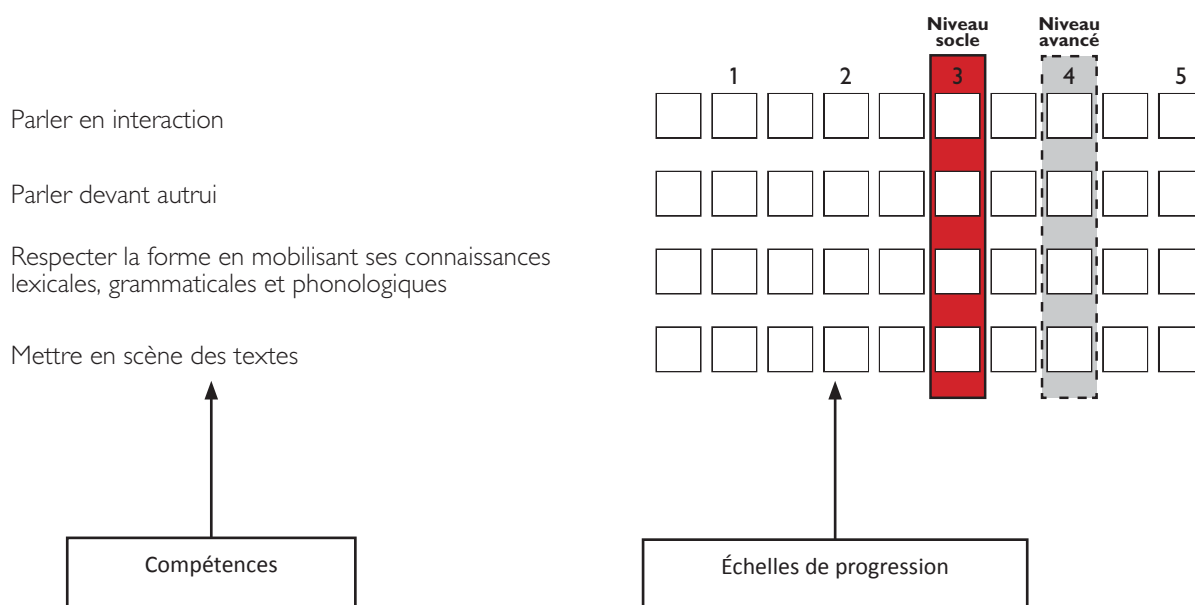 Niveau socle
Niveau avancé
1 2 3 4 5
Parler en interaction
Parler devant autrui
Respecter la forme en mobilisant ses connaissances
lexicales, grammaticales et phonologiques
Mettre en scène des textes
Compétences
Échelles de progression